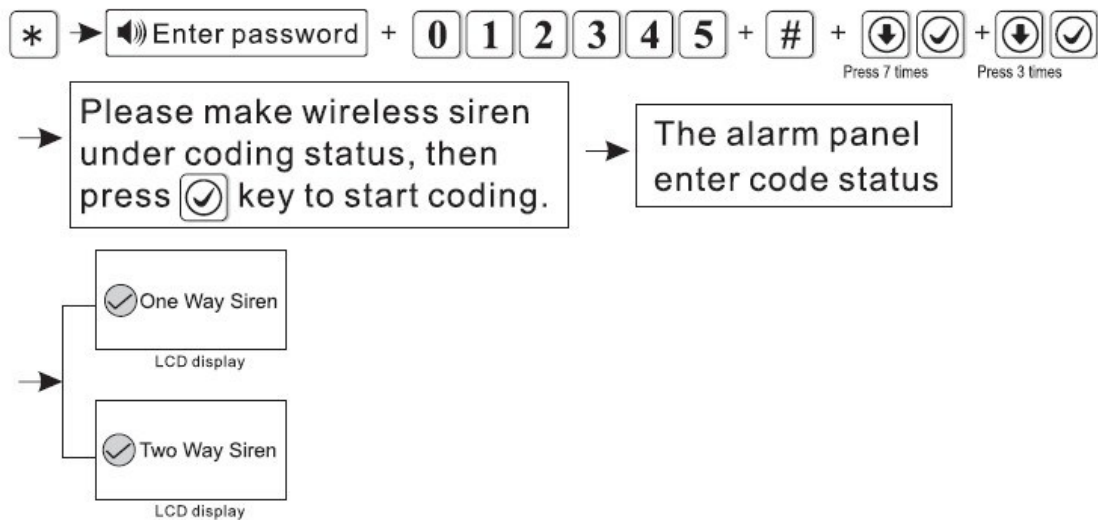 * Enter password + 0 1 2 3 4 5 + # + +
Press 7 times Press 3 times
Please make wireless siren
under coding status, then
press key to start coding.
The alarm panel
enter code status
One Way Siren
LCD display
Two Way Siren
LCD display